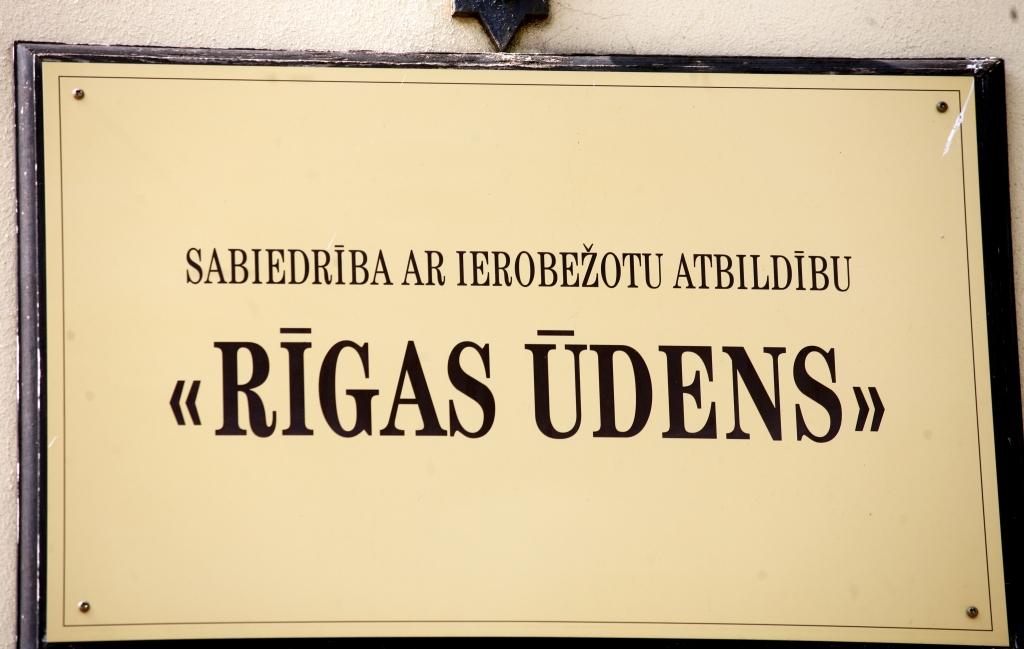 SABIEDRĪBA AR IEROBEŽOTU ATBILDĪBU
«RĪGAS ŪDENS»